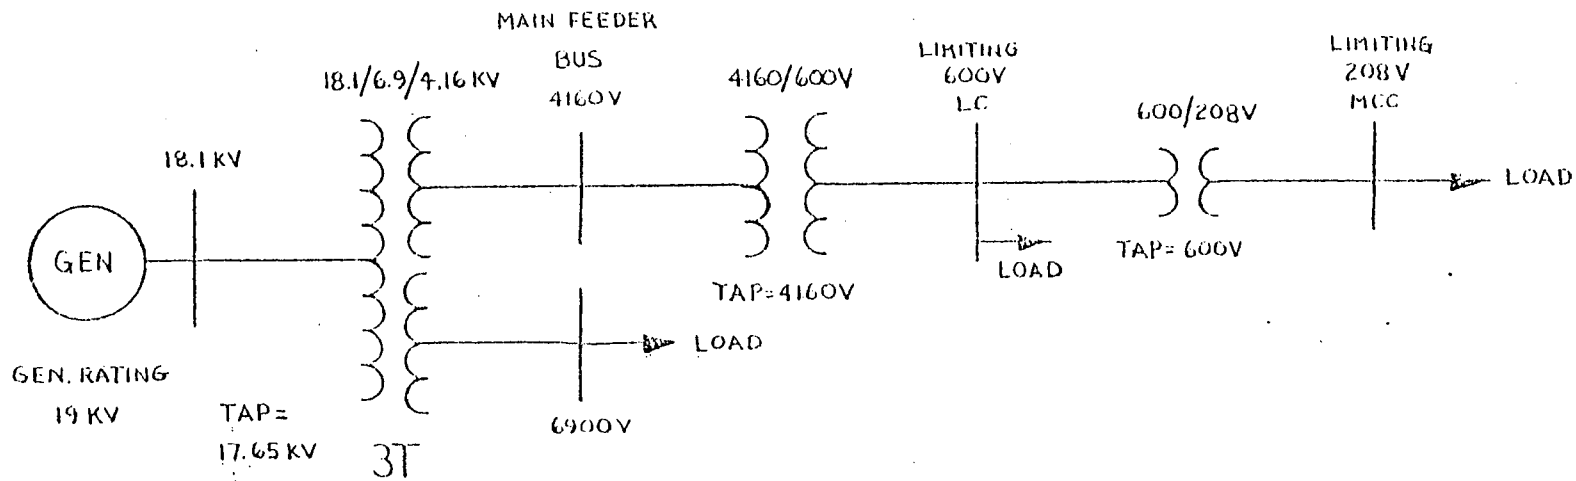 MAIN FEEDER
BUS
4160V
18.1/6.9/4.16 KV
4160/600V
LIMITING
600V
LC
LIMITING
208V
MCC
600/208V
18.1 KV
GEN
LOAD
LOAD
TAP=600V
TAP=4160V
LOAD
GEN. RATING
19 KV
TAP=
17.65 KV
3T
6900V